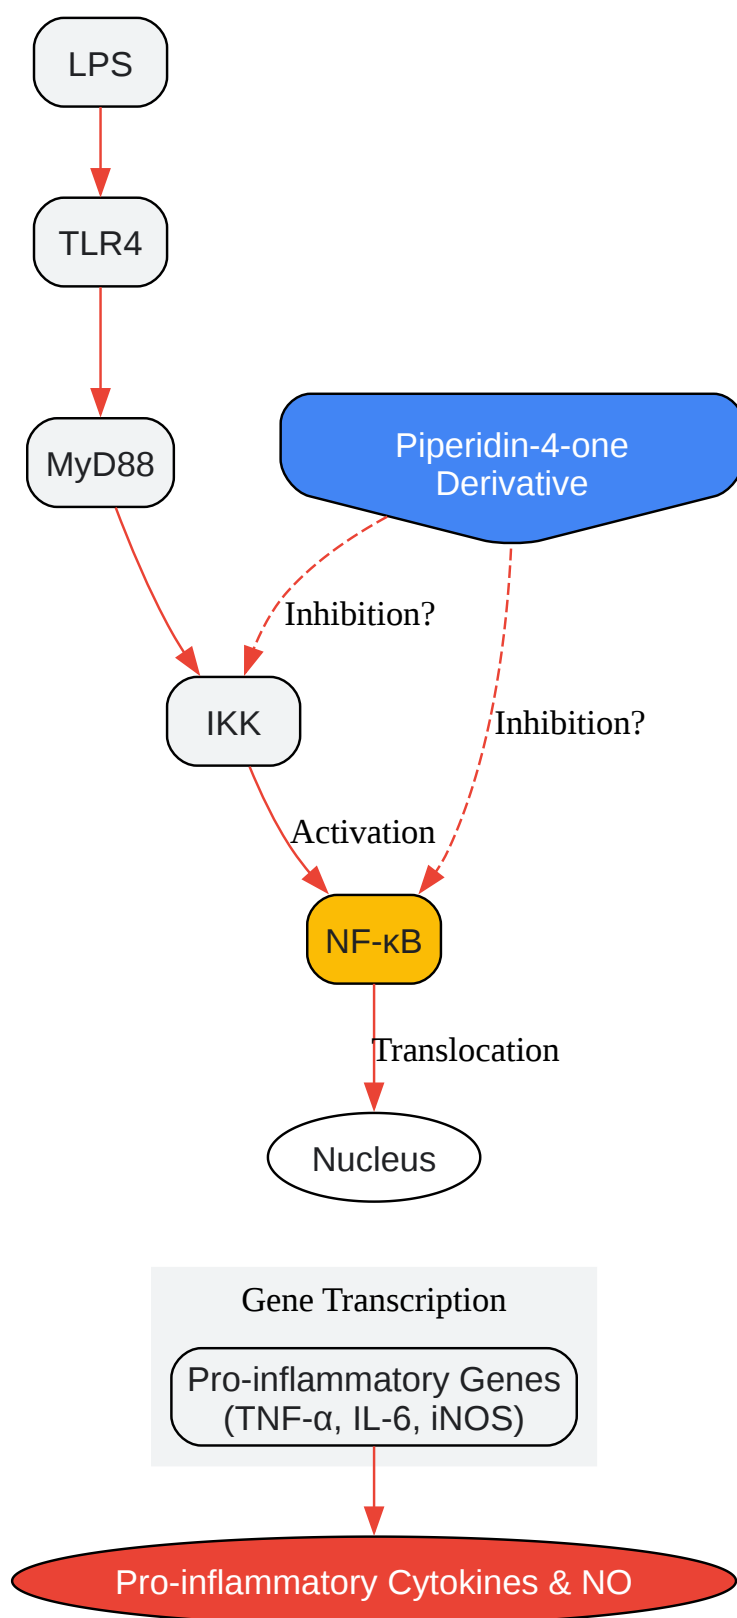 LPS
TLR4
MyD88
Piperidin-4-one
Derivative
Inhibition?
IKK
Inhibition?
Activation
NF-κB
Translocation
Nucleus
Gene Transcription
Pro-inflammatory Genes
(TNF-α, IL-6, iNOS)
Pro-inflammatory Cytokines & NO